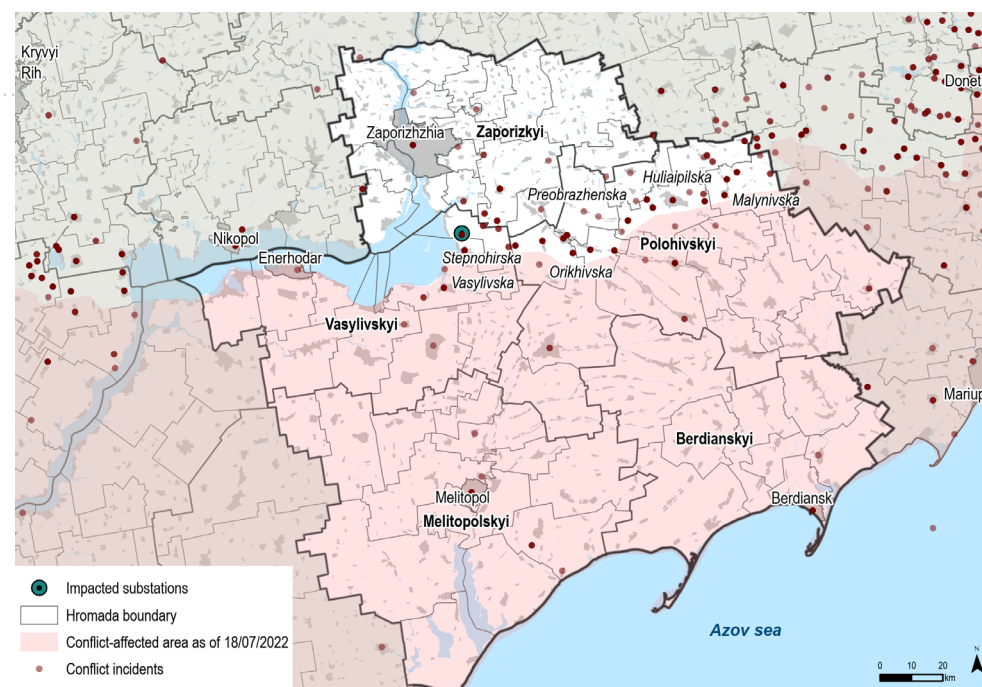 Kryvyi
Rih
Donet
Zaporizhzhia
Zaporizkyi
Huliaipilska
Preobrazhenska
Malynivska
Nikopol
Polohivskyi
Enerhodar
Stepnohirska
Orikhivska
Vasylivska
Vasylivskyi
Mariup
Berdianskyi
Melitopol
Berdiansk
Melitopolskyi
Impacted substations
Hromada boundary
Conflict-affected area as of 18/07/2022
Conflict incidents
Azov sea
N
0 10 20
km